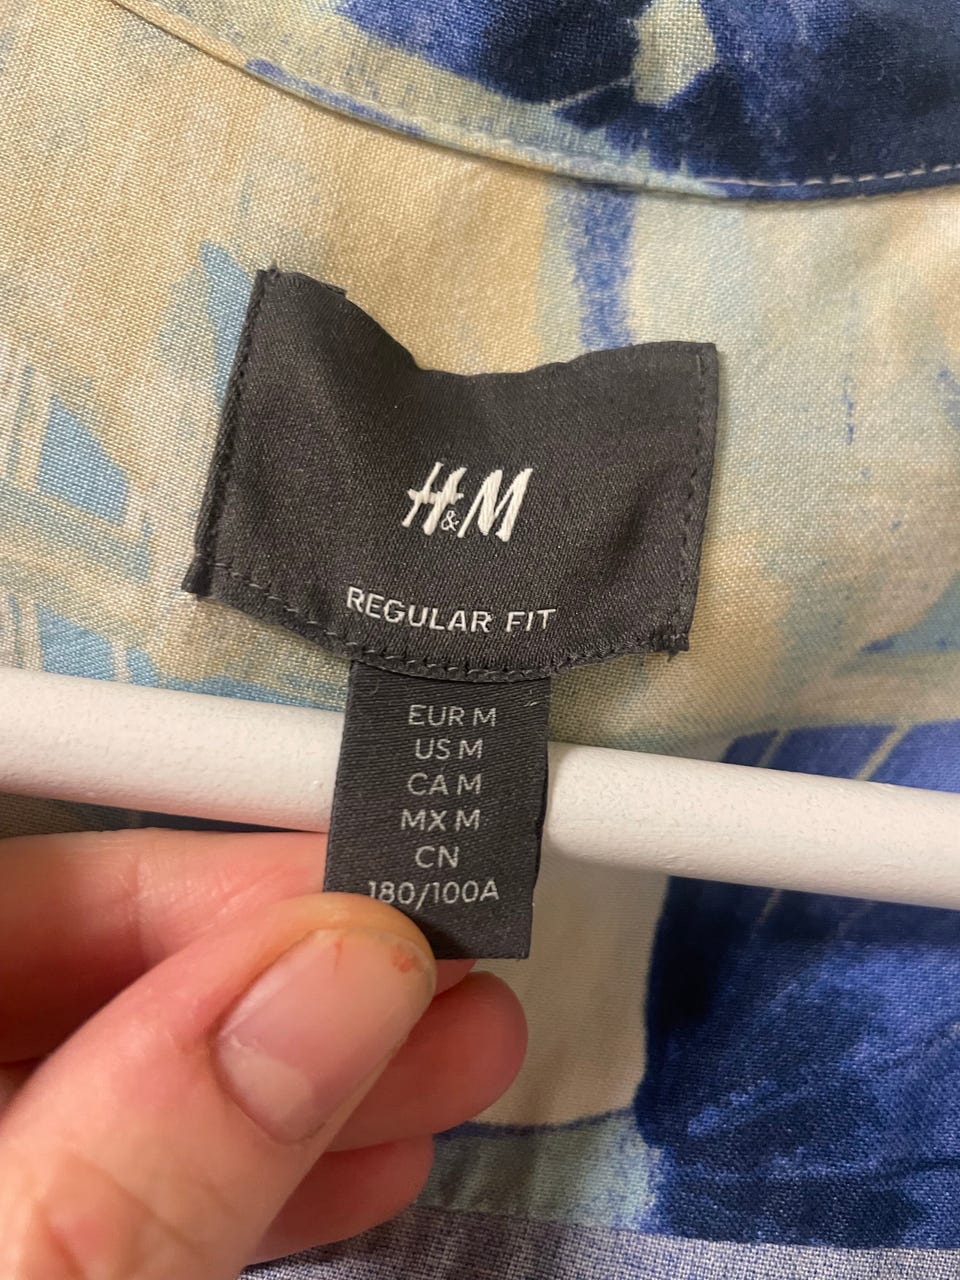 H&M
REGULAR FIT
EUR M
US M
CA M
MX M
CN
180/100A